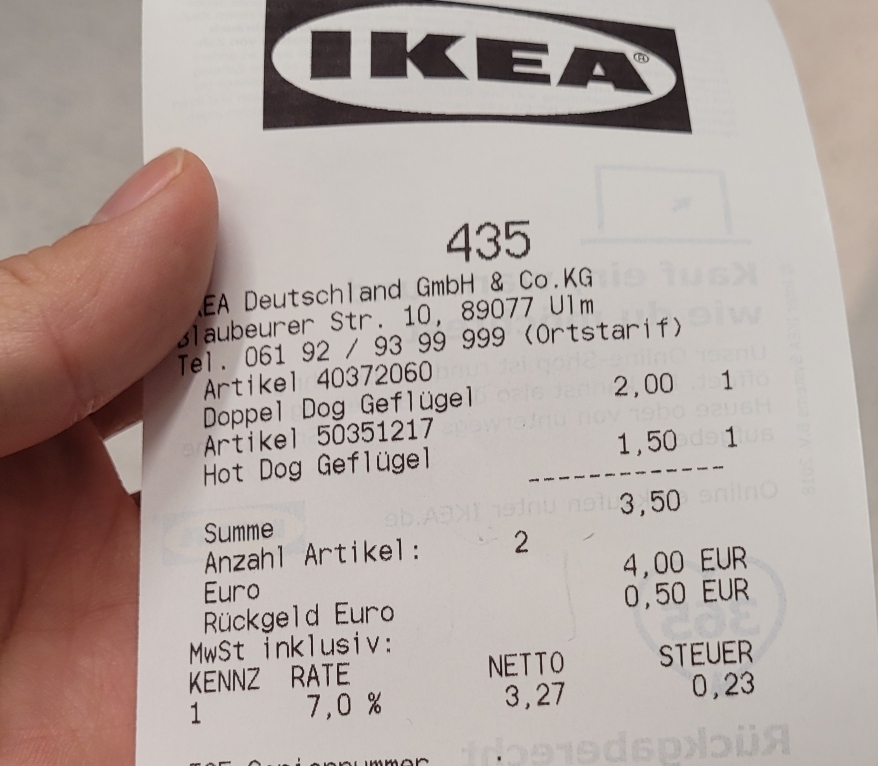 IKEA®
435
EA Deutschland GmbH & Co.KG
laubeurer Str. 10, 89077 Ulm
Tel. 061 92 / 93 99 999 (Ortstarif)
Artikel 40372060
Doppel Dog Geflügel 2,00 1
Artikel 50351217
Hot Dog Geflügel 1,50 1
------------
Summe 3,50
Anzahl Artikel: 2
Euro 4,00 EUR
Rückgeld Euro 0,50 EUR
MwSt inklusiv:
KENNZ RATE NETTO STEUER
1 7,0 % 3,27 0,23